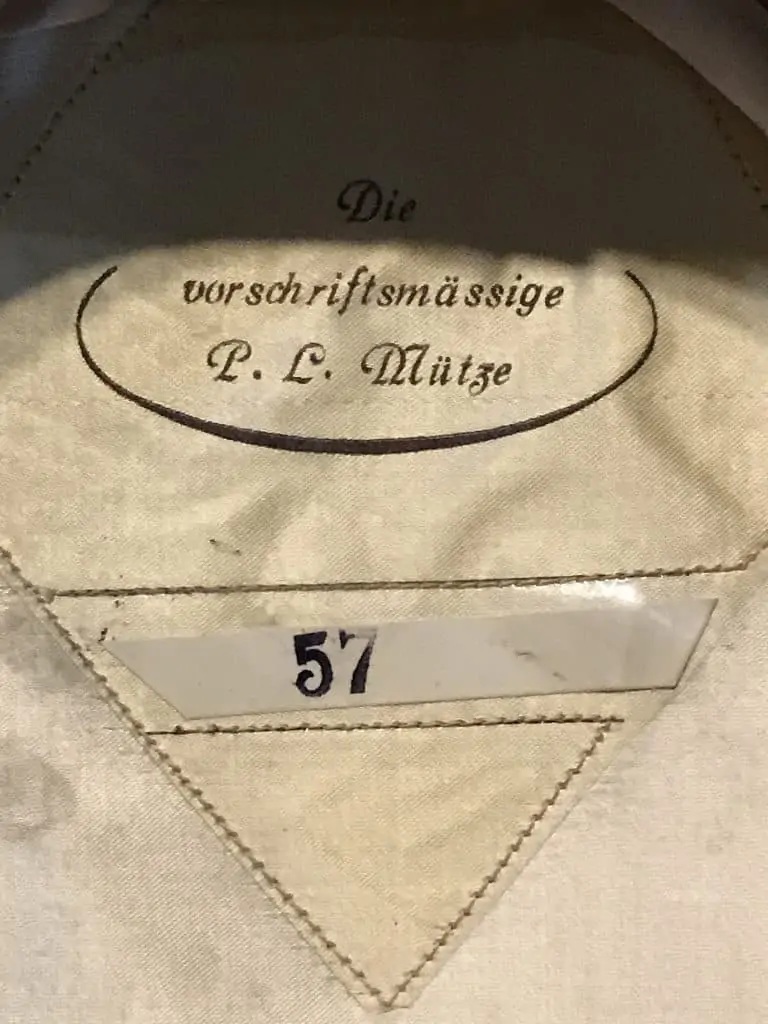 Die
vorschriftsmässige
P. L. Mütze
57